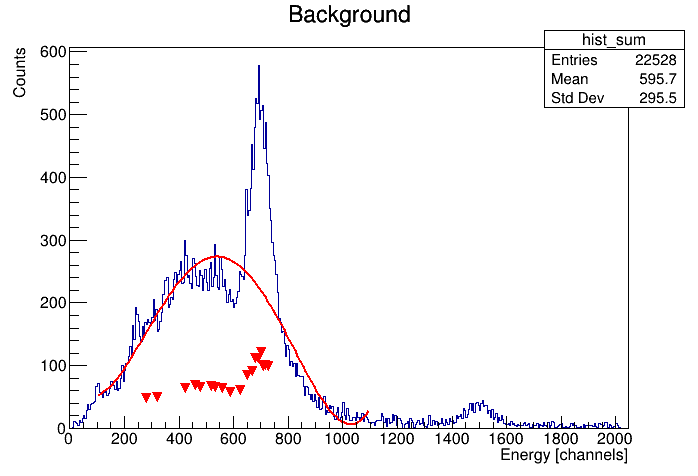 Background
hist_sum
Entries 22528
Mean 595.7
Std Dev 295.5
Counts
600
500
400
300
200
100
0
0 200 400 600 800 1000 1200 1400 1600 1800 2000
Energy [channels]